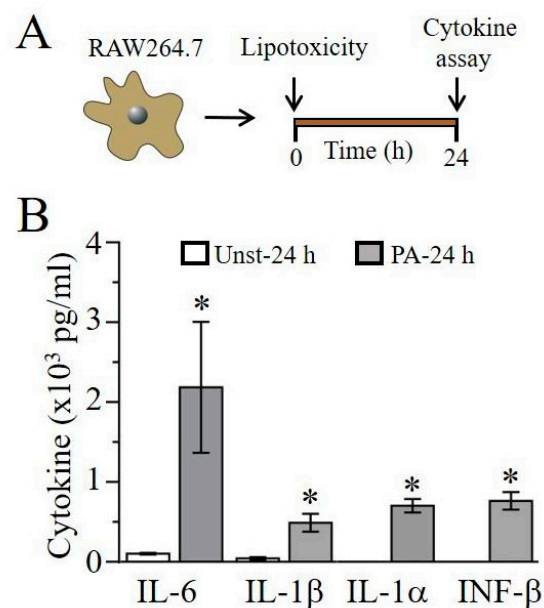 A
RAW264.7
Lipotoxicity
Cytokine
assay
0
Time (h)
24
B
Cytokine (x10³ pg/ml)
4
3
2
1
0
Unst-24 h
PA-24 h
*
*
*
*
IL-6
IL-1β
IL-1α
INF-β